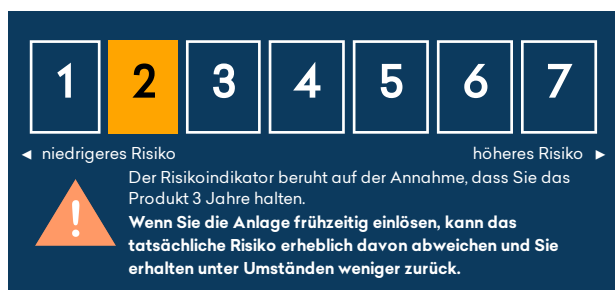 1 2 3 4 5 6 7
◄ niedrigeres Risiko höheres Risiko ►
Der Risikoindikator beruht auf der Annahme, dass Sie das
Produkt 3 Jahre halten.
Wenn Sie die Anlage frühzeitig einlösen, kann das
tatsächliche Risiko erheblich davon abweichen und Sie
erhalten unter Umständen weniger zurück.